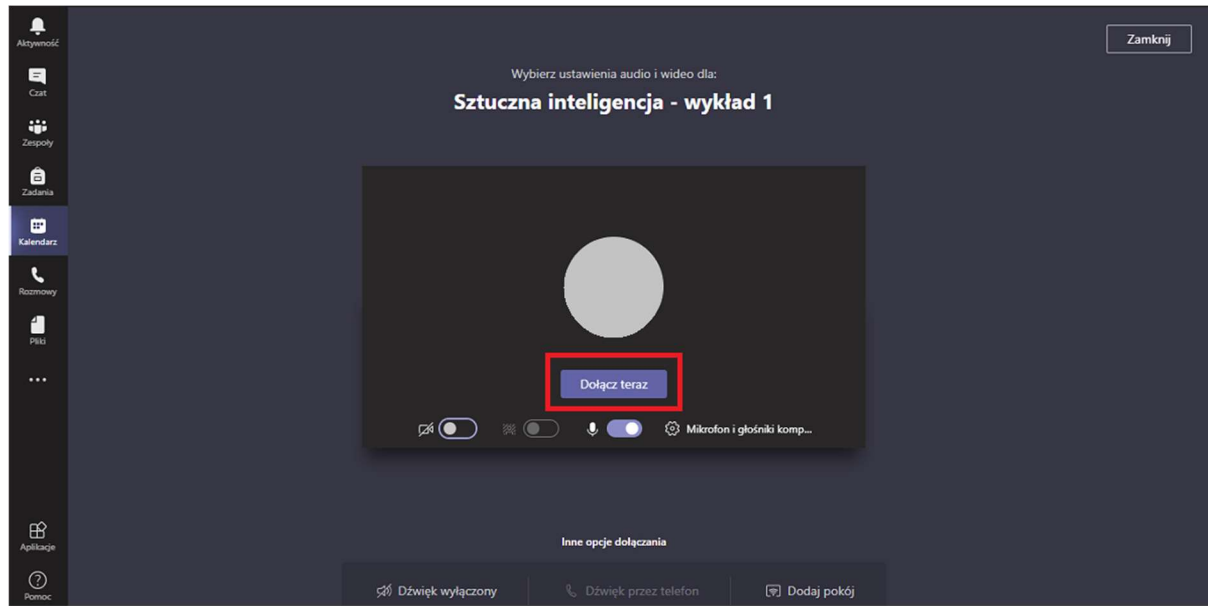 Aktywność
Czat
Zespoły
Zadania
Kalendarz
Rozmowy
Pliki
Aplikacje
Pomoc
Zamknij
Wybierz ustawienia audio i wideo dla:
Sztuczna inteligencja - wykład 1
Dołącz teraz
Mikrofon i głośniki komp...
Inne opcje dołączania
Dźwięk wyłączony
Dźwięk przez telefon
Dodaj pokój